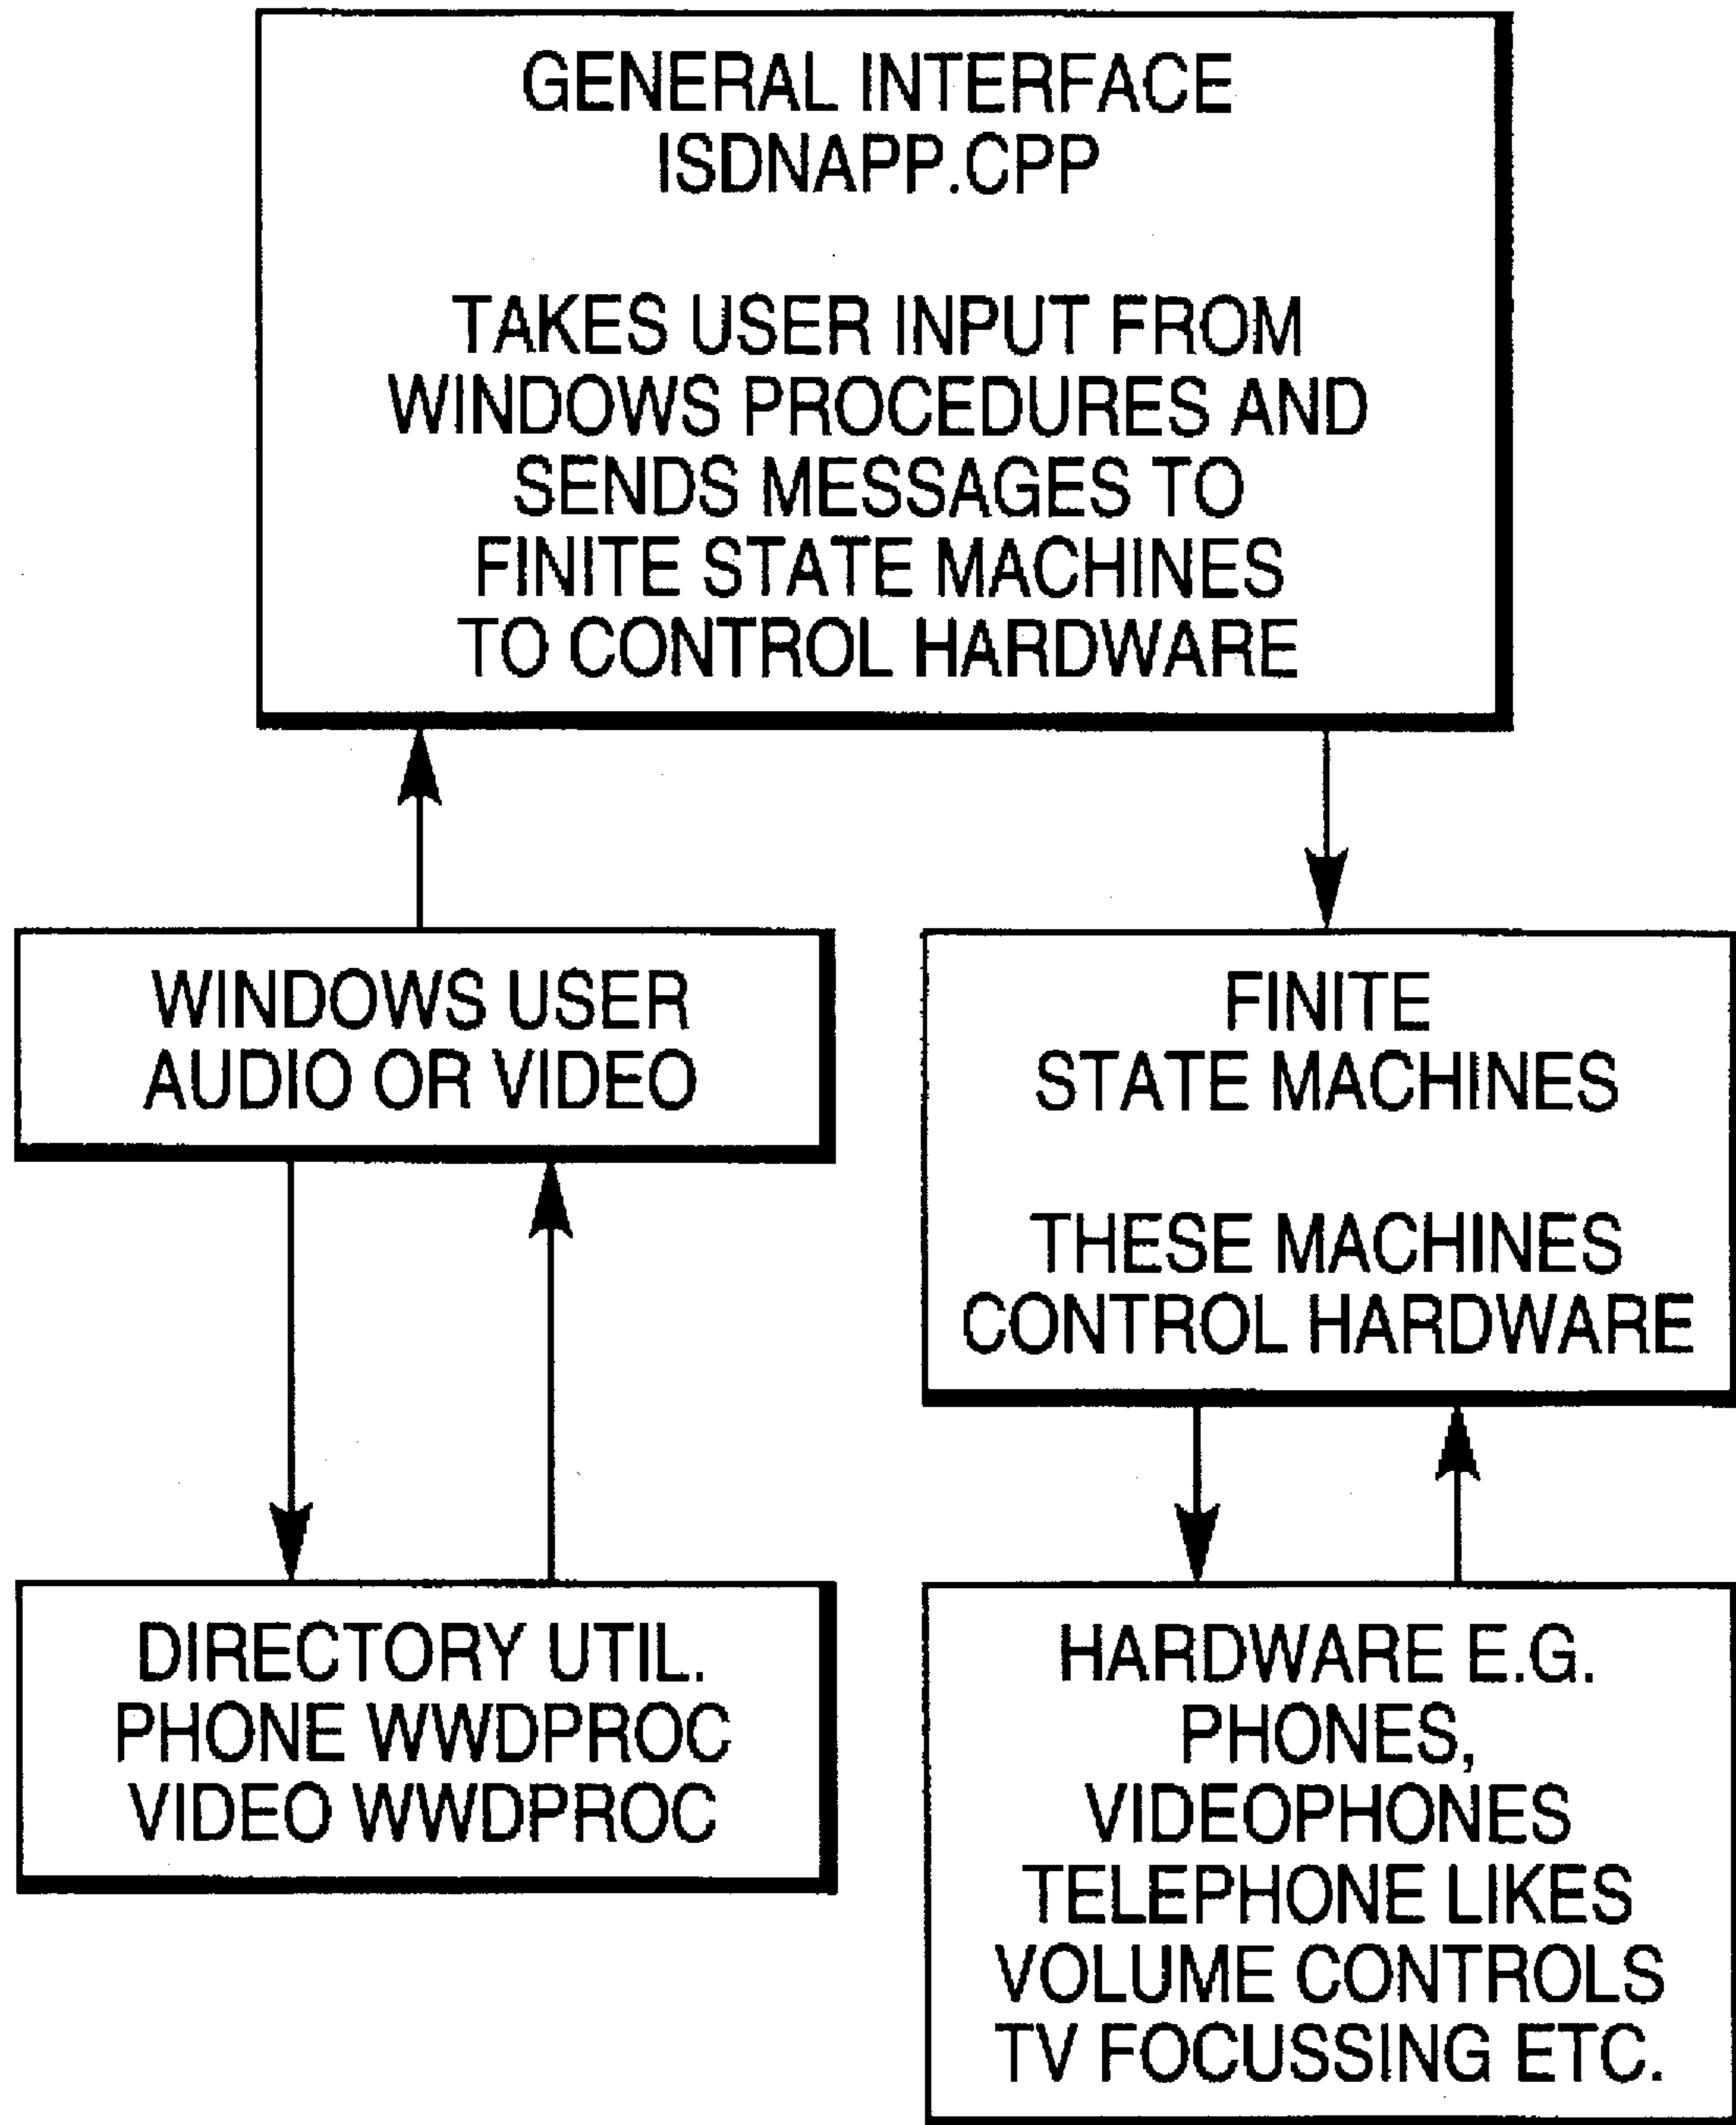 GENERAL INTERFACE
ISDNAPP.CPP
TAKES USER INPUT FROM
WINDOWS PROCEDURES AND
SENDS MESSAGES TO
FINITE STATE MACHINES
TO CONTROL HARDWARE
WINDOWS USER
AUDIO OR VIDEO
FINITE
STATE MACHINES
THESE MACHINES
CONTROL HARDWARE
DIRECTORY UTIL.
PHONE WWDPROC
VIDEO WWDPROC
HARDWARE E.G.
PHONES,
VIDEOPHONES
TELEPHONE LIKES
VOLUME CONTROLS
TV FOCUSSING ETC.